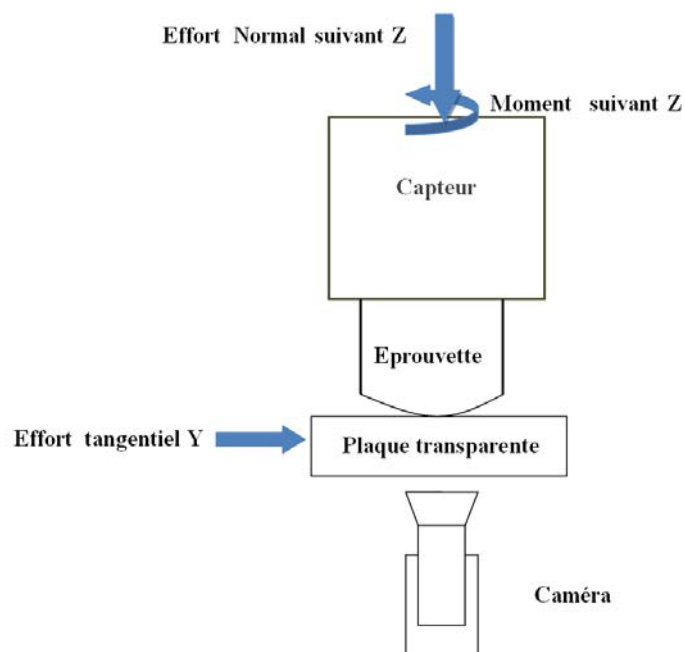 Effort Normal suivant Z
Moment suivant Z
Capteur
Eprouvette
Effort tangentiel Y
Plaque transparente
Caméra